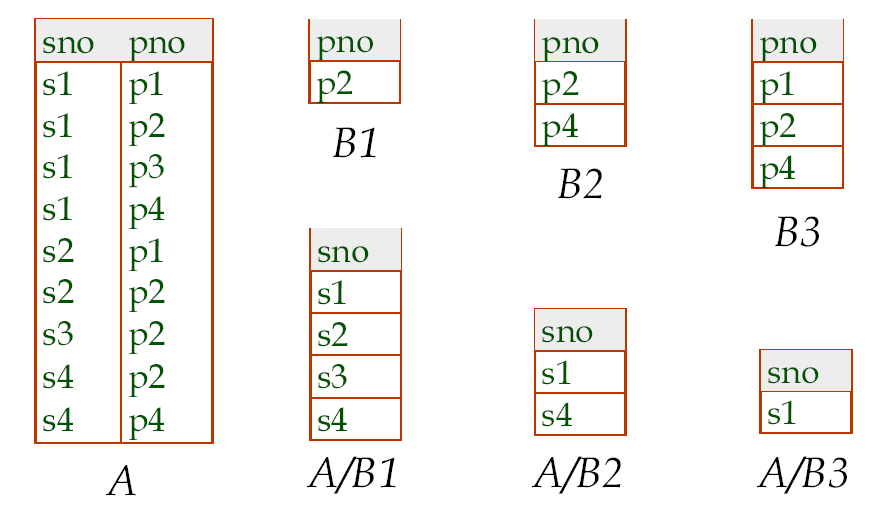 sno pno
s1 p1
s1 p2
s1 p3
s1 p4
s2 p1
s2 p2
s3 p2
s4 p2
s4 p4
A
pno
p2
B1
pno
p2
p4
B2
pno
p1
p2
p4
B3
sno
s1
s2
s3
s4
A/B1
sno
s1
s4
A/B2
sno
s1
A/B3